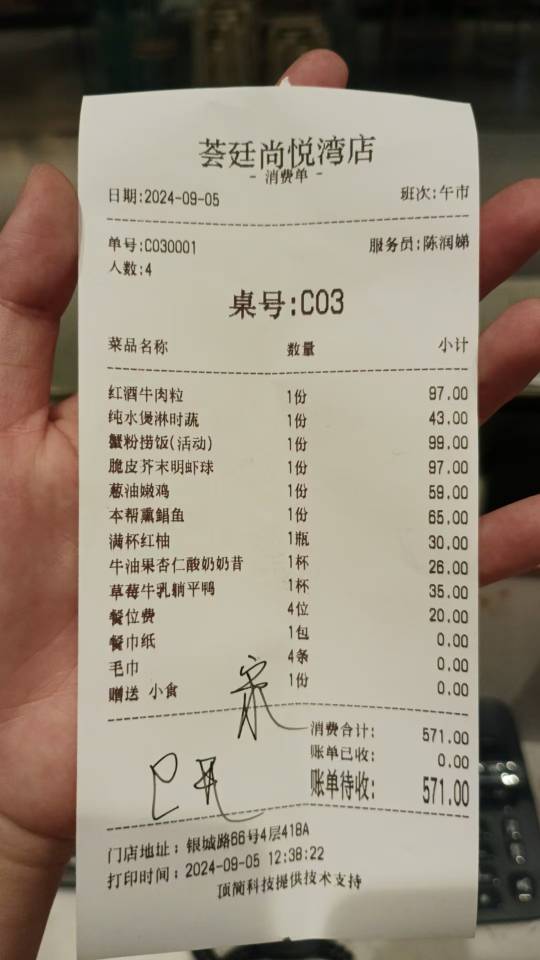 荟廷尚悦湾店
- 消费单 -
日期:2024-09-05 班次:午市
单号:C030001 服务员:陈润娣
人数:4
桌号:C03
菜品名称 数量 小计
红酒牛肉粒 1份 97.00
纯水煲淋时蔬 1份 43.00
蟹粉捞饭(活动) 1份 99.00
脆皮芥末明虾球 1份 97.00
葱油嫩鸡 1份 59.00
本帮熏鲳鱼 1份 65.00
满杯红柚 1瓶 30.00
牛油果杏仁酸奶奶昔 1杯 26.00
草莓牛乳躺平鸭 1杯 35.00
餐位费 4位 20.00
餐巾纸 1包 0.00
毛巾 4条 0.00
赠送 小食 1份 0.00
消费合计: 571.00
账单已收: 0.00
账单待收: 571.00
门店地址: 银城路66号4层418A
打印时间: 2024-09-05 12:38:22
顶简科技提供技术支持